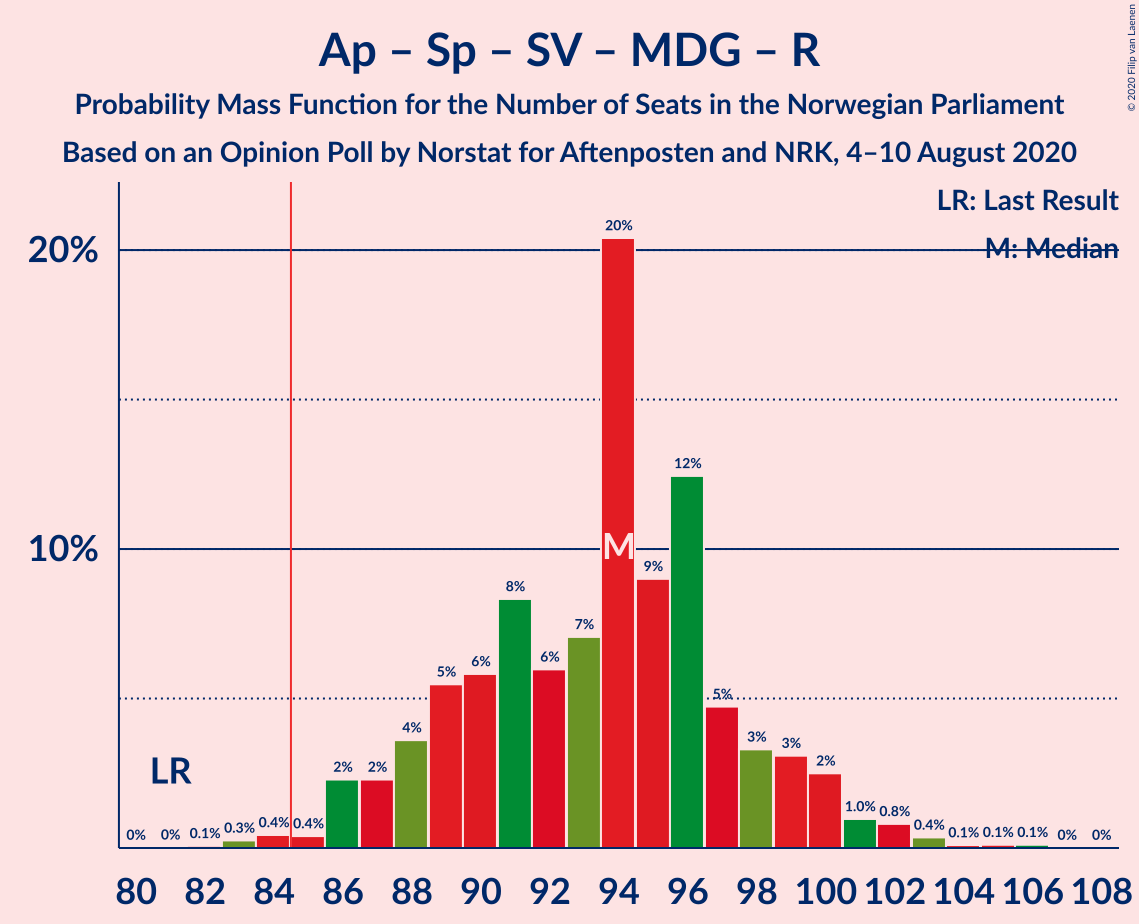 Ap – Sp – SV – MDG – R
Probability Mass Function for the Number of Seats in the Norwegian Parliament
Based on an Opinion Poll by Norstat for Aftenposten and NRK, 4–10 August 2020
© 2020 Filip van Laenen
LR: Last Result
M: Median
20%
10%
LR
M
0% 0% 0.1% 0.3% 0.4% 0.4% 2% 2% 4% 5% 6% 8% 6% 7% 20% 9% 12% 5% 3% 3% 2% 1.0% 0.8% 0.4% 0.1% 0.1% 0.1% 0% 0%
80 82 84 86 88 90 92 94 96 98 100 102 104 106 108